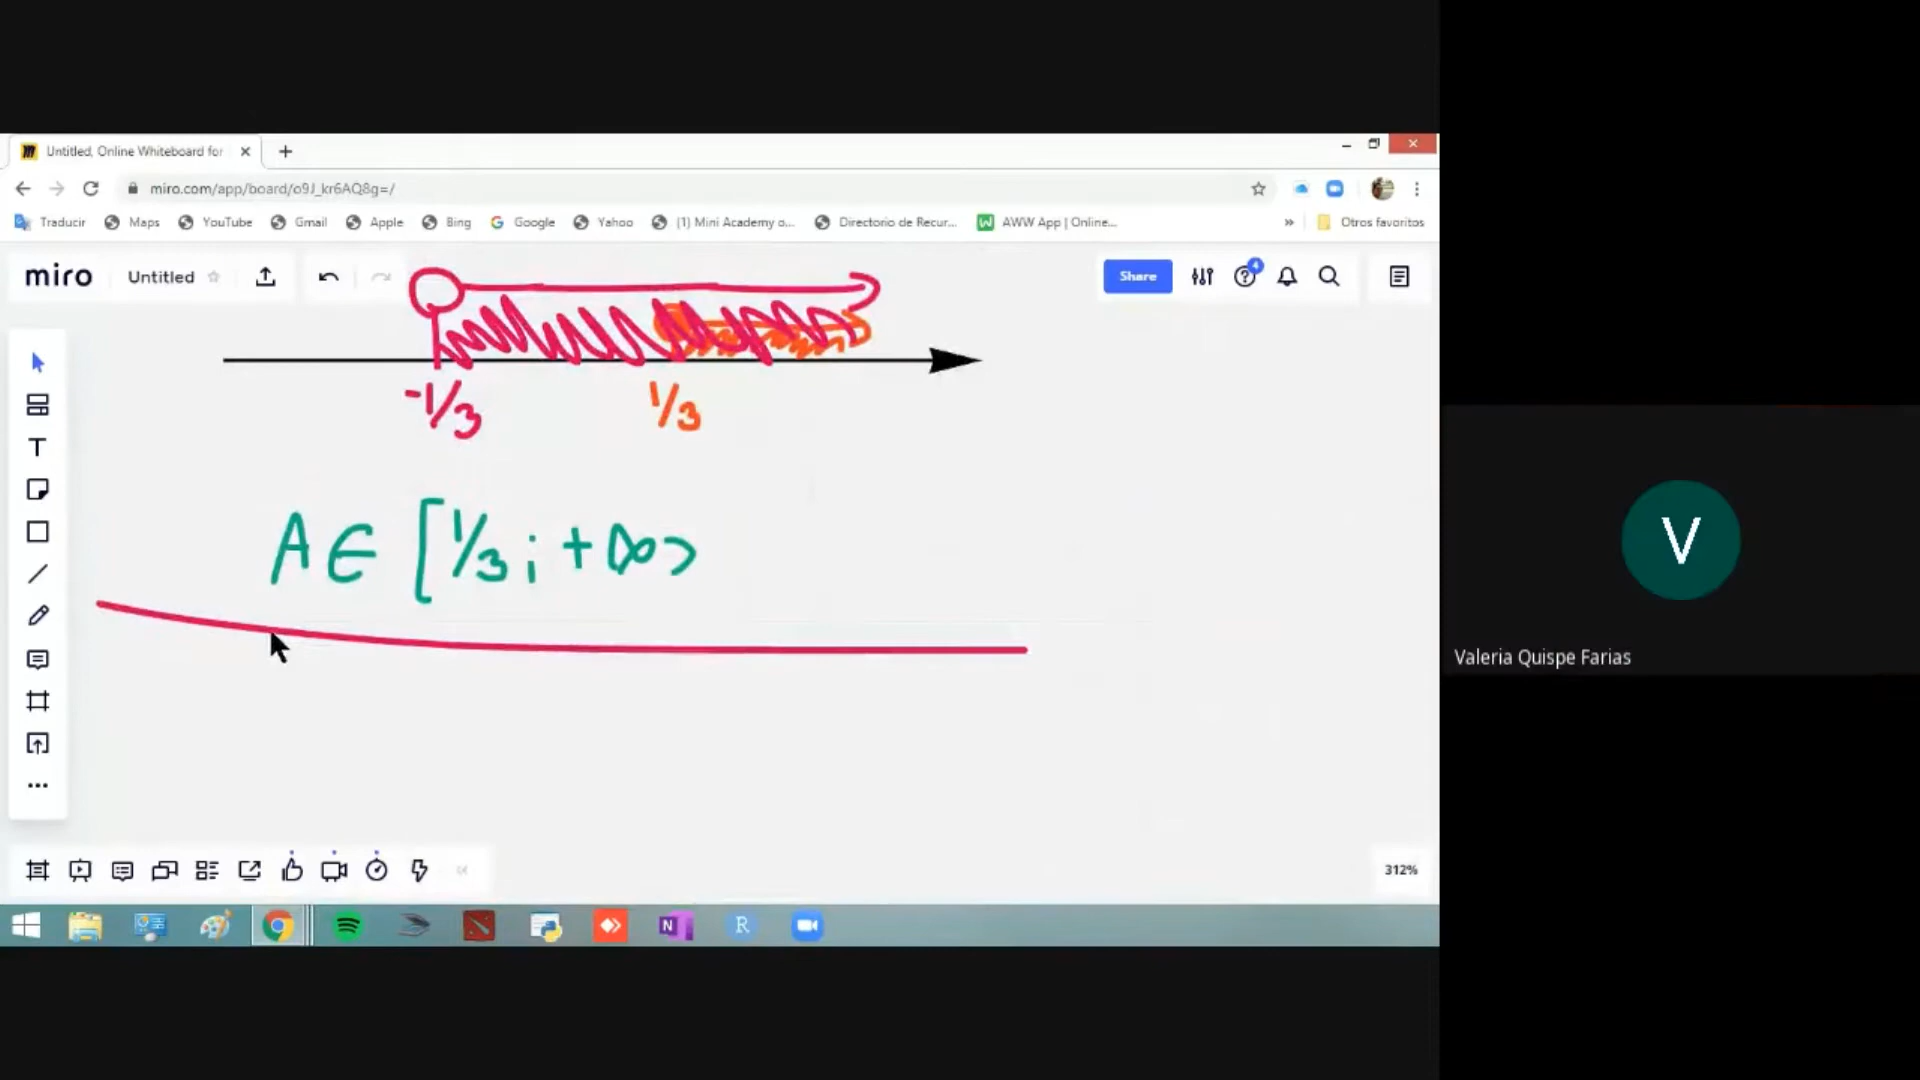 Untitled, Online Whiteboard for
miro.com/app/board/o9J_kr6AQ8g=/
Traducir Maps YouTube Gmail Apple Bing Google Yahoo (1) Mini Academy o... Directorio de Recur... AWW App | Online... » Otros favoritos
miro Untitled Share 4
-1/3 1/3
A ∈ [1/3 ; +∞>
T
312%
N R
V
Valeria Quispe Farias